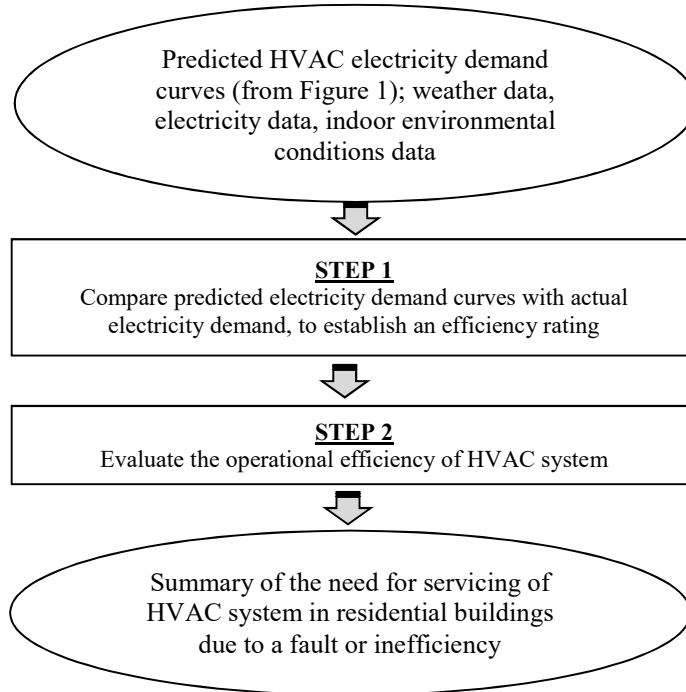 Predicted HVAC electricity demand
curves (from Figure 1); weather data,
electricity data, indoor environmental
conditions data
STEP 1
Compare predicted electricity demand curves with actual
electricity demand, to establish an efficiency rating
STEP 2
Evaluate the operational efficiency of HVAC system
Summary of the need for servicing of
HVAC system in residential buildings
due to a fault or inefficiency